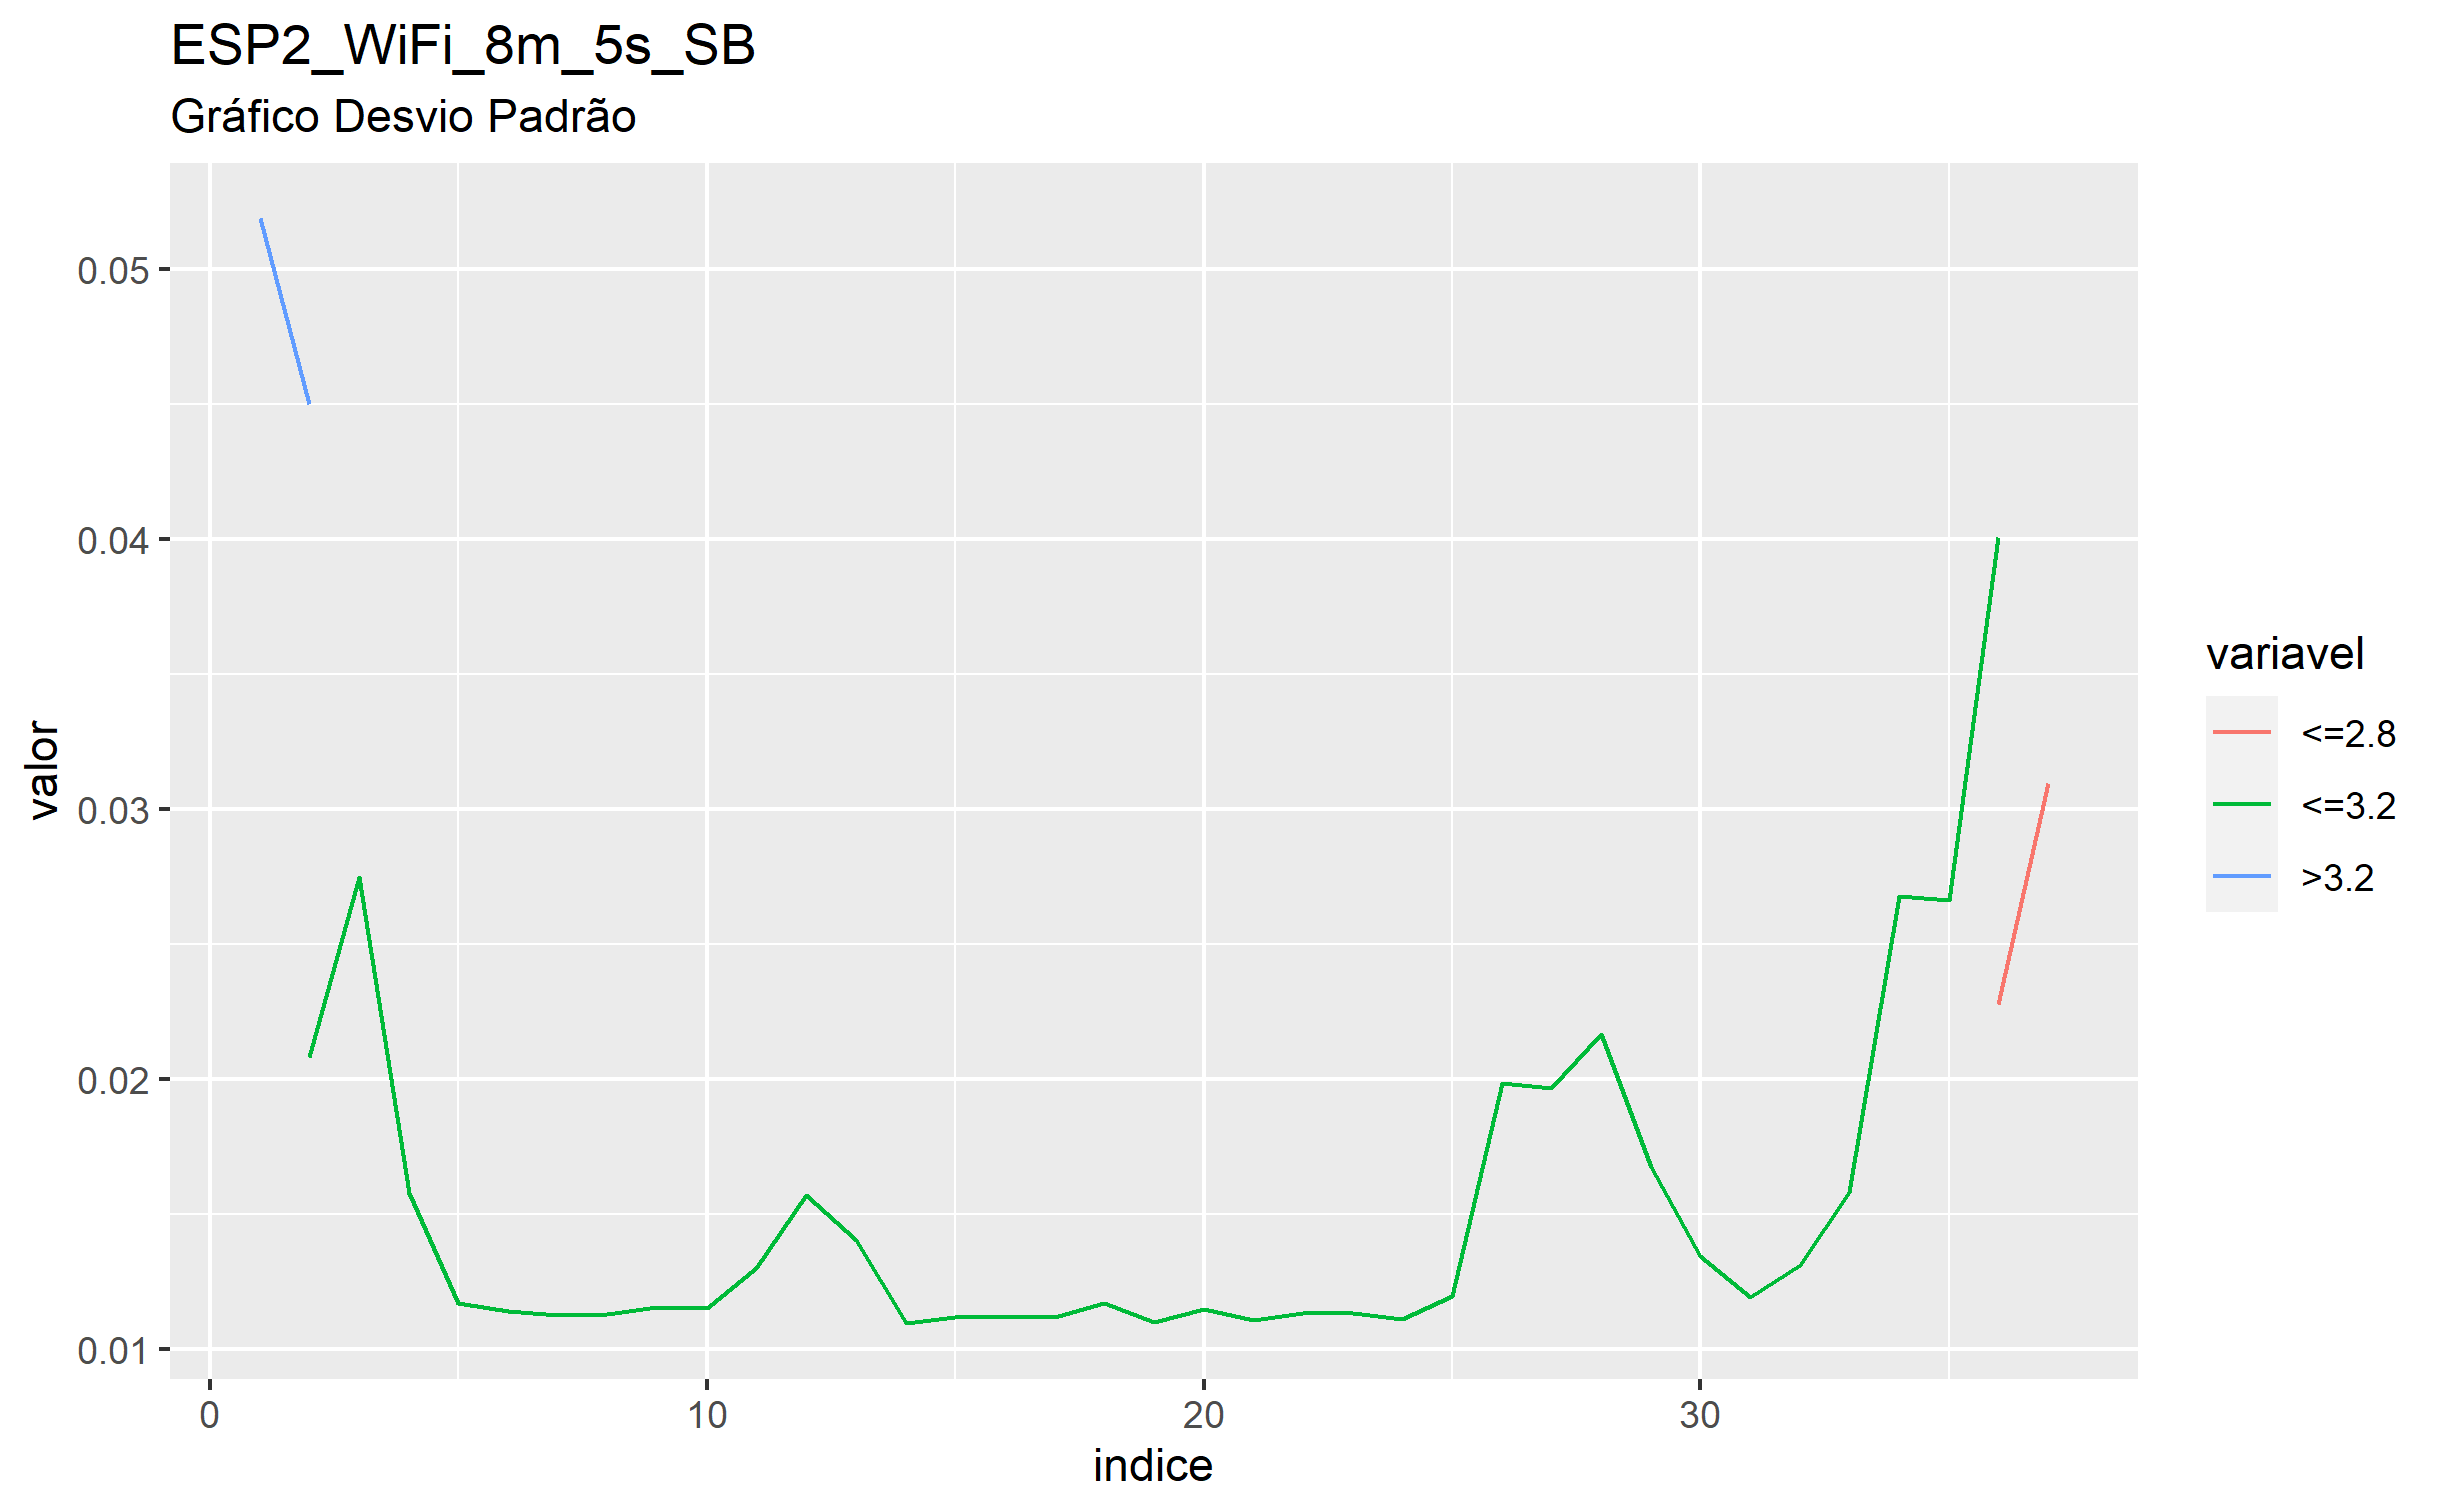 ESP2_WiFi_8m_5s_SB
Gráfico Desvio Padrão
0.05
0.04
0.03
0.02
0.01
valor
0
10
20
30
indice
variavel
<=2.8
<=3.2
>3.2